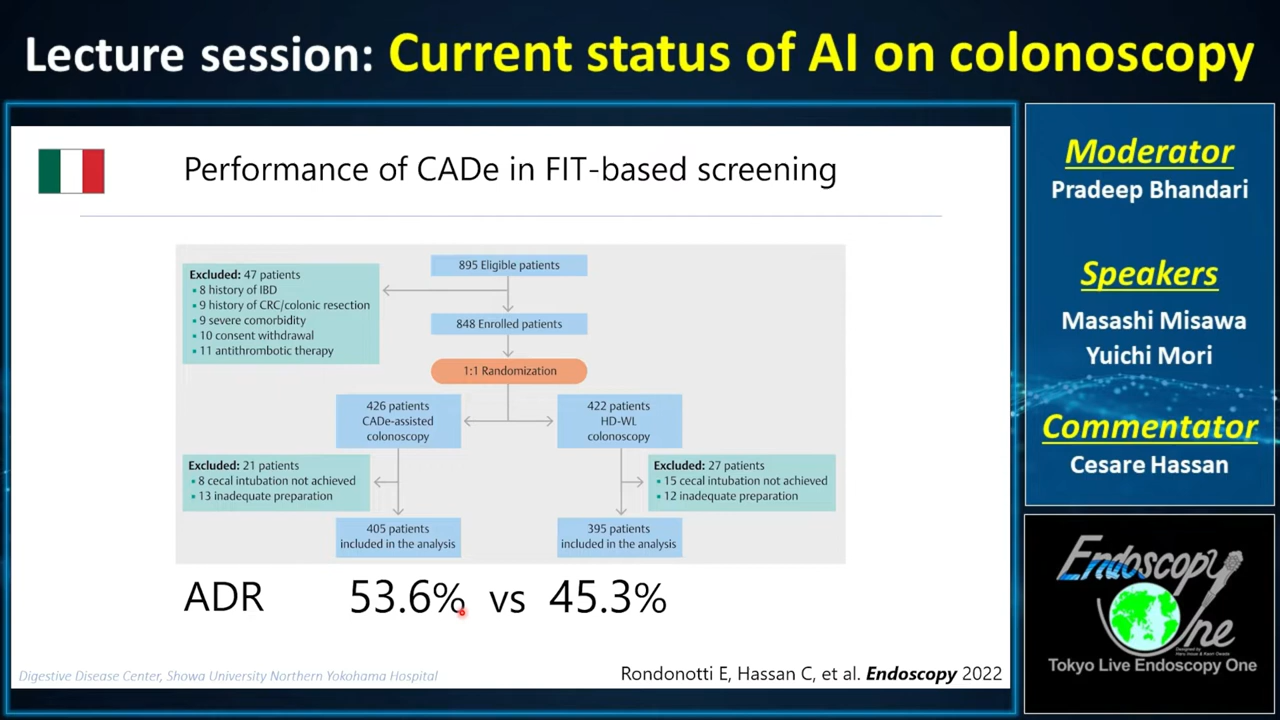 Lecture session: Current status of AI on colonoscopy
Performance of CADe in FIT-based screening
895 Eligible patients
Excluded: 47 patients
▪ 8 history of IBD
▪ 9 history of CRC/colonic resection
▪ 9 severe comorbidity
▪ 10 consent withdrawal
▪ 11 antithrombotic therapy
848 Enrolled patients
1:1 Randomization
426 patients
CADe-assisted
colonoscopy
422 patients
HD-WL
colonoscopy
Excluded: 21 patients
▪ 8 cecal intubation not achieved
▪ 13 inadequate preparation
Excluded: 27 patients
▪ 15 cecal intubation not achieved
▪ 12 inadequate preparation
405 patients
included in the analysis
395 patients
included in the analysis
ADR 53.6% vs 45.3%
Digestive Disease Center, Showa University Northern Yokohama Hospital
Rondonotti E, Hassan C, et al. Endoscopy 2022
Moderator
Pradeep Bhandari
Speakers
Masashi Misawa
Yuichi Mori
Commentator
Cesare Hassan
Endoscopy
One
Tokyo Live Endoscopy One